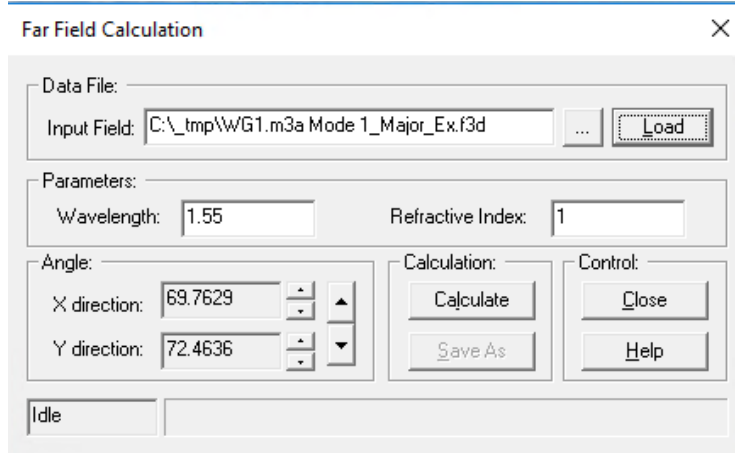 Far Field Calculation
Data File:
Input Field: C:\_tmp\WG1.m3a Mode 1_Major_Ex.f3d ... Load
Parameters:
Wavelength: 1.55 Refractive Index: 1
Angle: Calculation: Control:
X direction: 69.7629 Calculate Close
Y direction: 72.4636 Save As Help
Idle